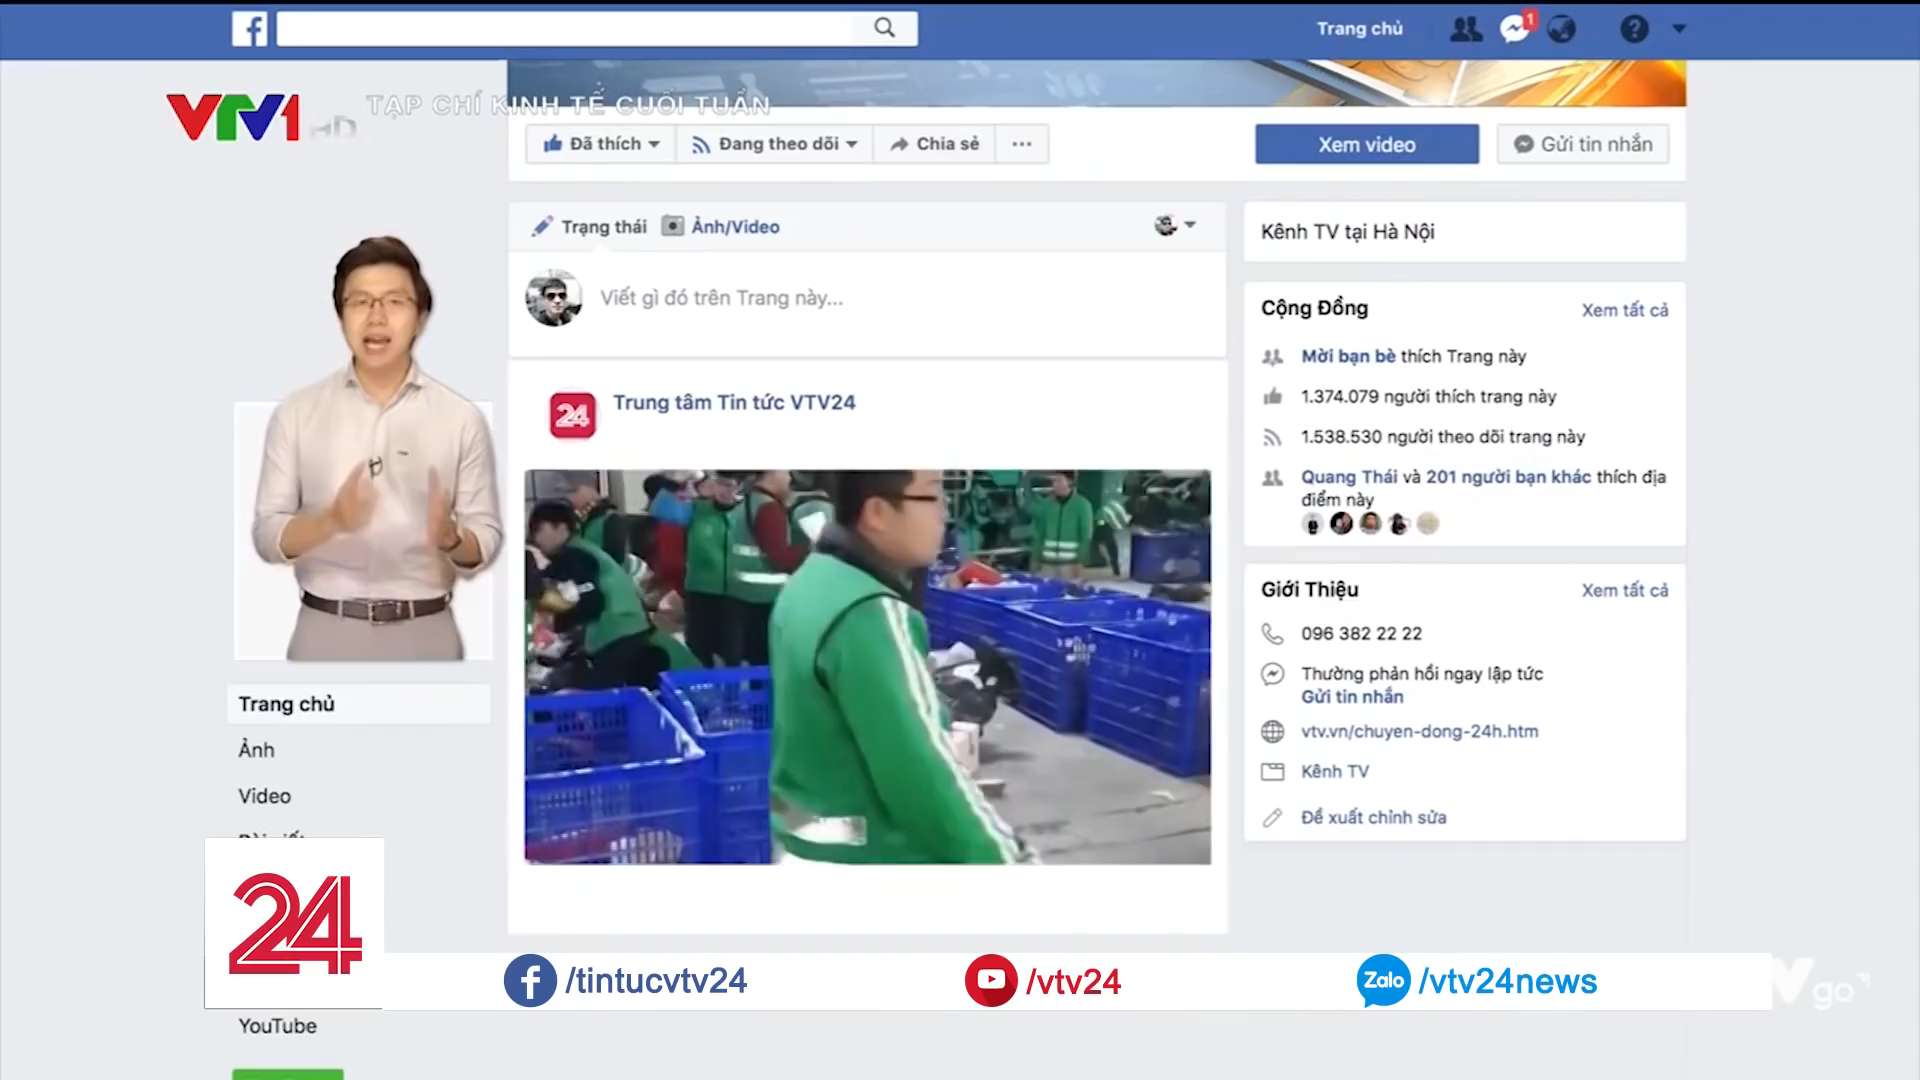 Trang chủ
1
VTV1 HD
TẠP CHÍ KINH TẾ CUỐI TUẦN
Đã thích
Đang theo dõi
Chia sẻ
Xem video
Gửi tin nhắn
Trạng thái
Ảnh/Video
Viết gì đó trên Trang này...
24
Trung tâm Tin tức VTV24
Kênh TV tại Hà Nội
Cộng Đồng
Xem tất cả
Mời bạn bè thích Trang này
1.374.079 người thích trang này
1.538.530 người theo dõi trang này
Quang Thái và 201 người bạn khác thích địa
điểm này
Giới Thiệu
Xem tất cả
096 382 22 22
Thường phản hồi ngay lập tức
Gửi tin nhắn
vtv.vn/chuyen-dong-24h.htm
Kênh TV
Đề xuất chỉnh sửa
Trang chủ
Ảnh
Video
YouTube
24
/tintucvtv24
/vtv24
Zalo /vtv24news
Vgo